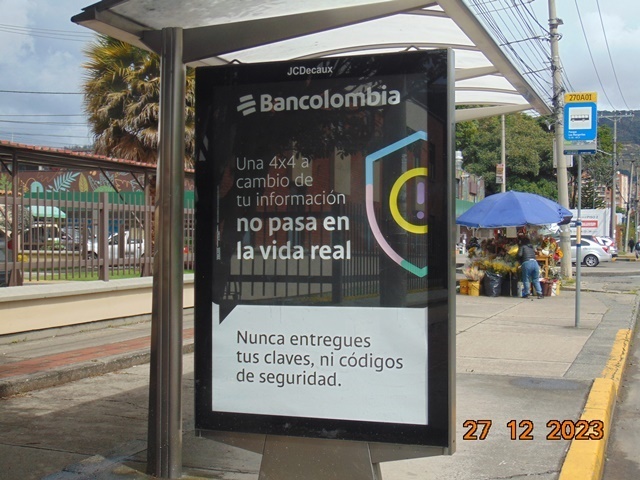 JCDecaux
Bancolombia
Una 4x4 a
cambio de
tu información
no pasa en
la vida real
Nunca entregues
tus claves, ni códigos
de seguridad.
270A01
27 12 2023